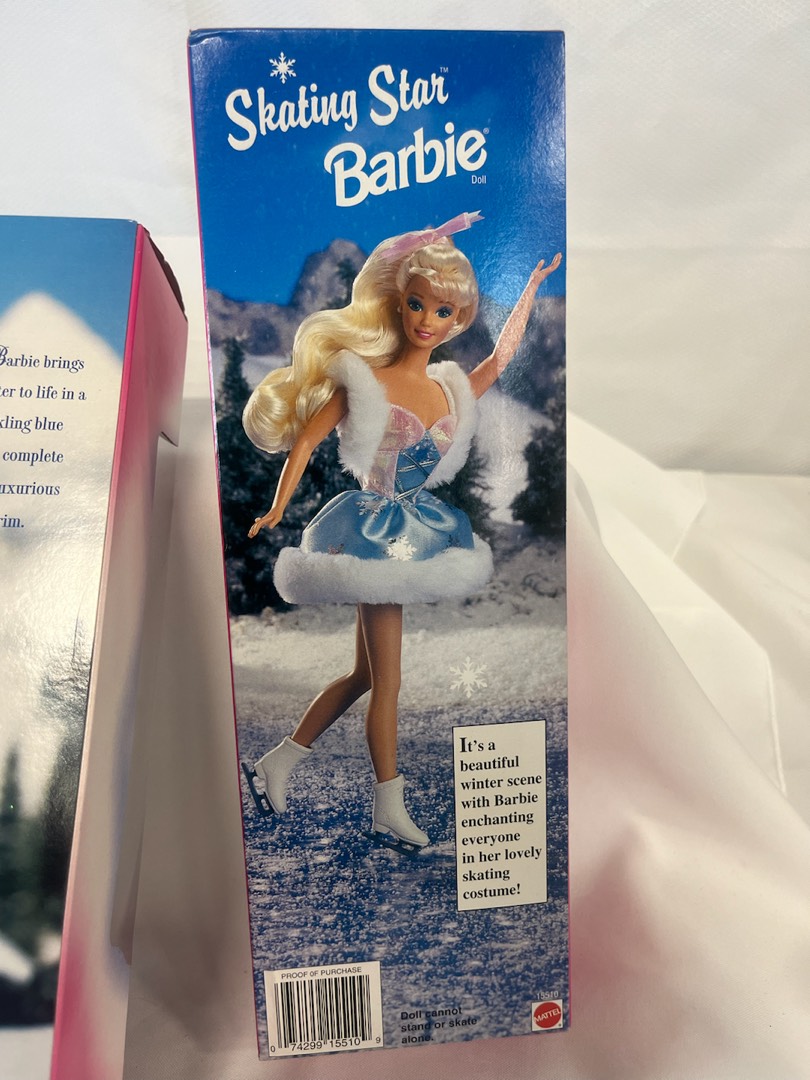 Barbie brings
ter to life in a
kling blue
complete
uxurious
rim.
Skating Star™
Barbie®
Doll
It's a
beautiful
winter scene
with Barbie
enchanting
everyone
in her lovely
skating
costume!
PROOF OF PURCHASE
0 74299 15510 9
Doll cannot
stand or skate
alone.
15510
MATTEL